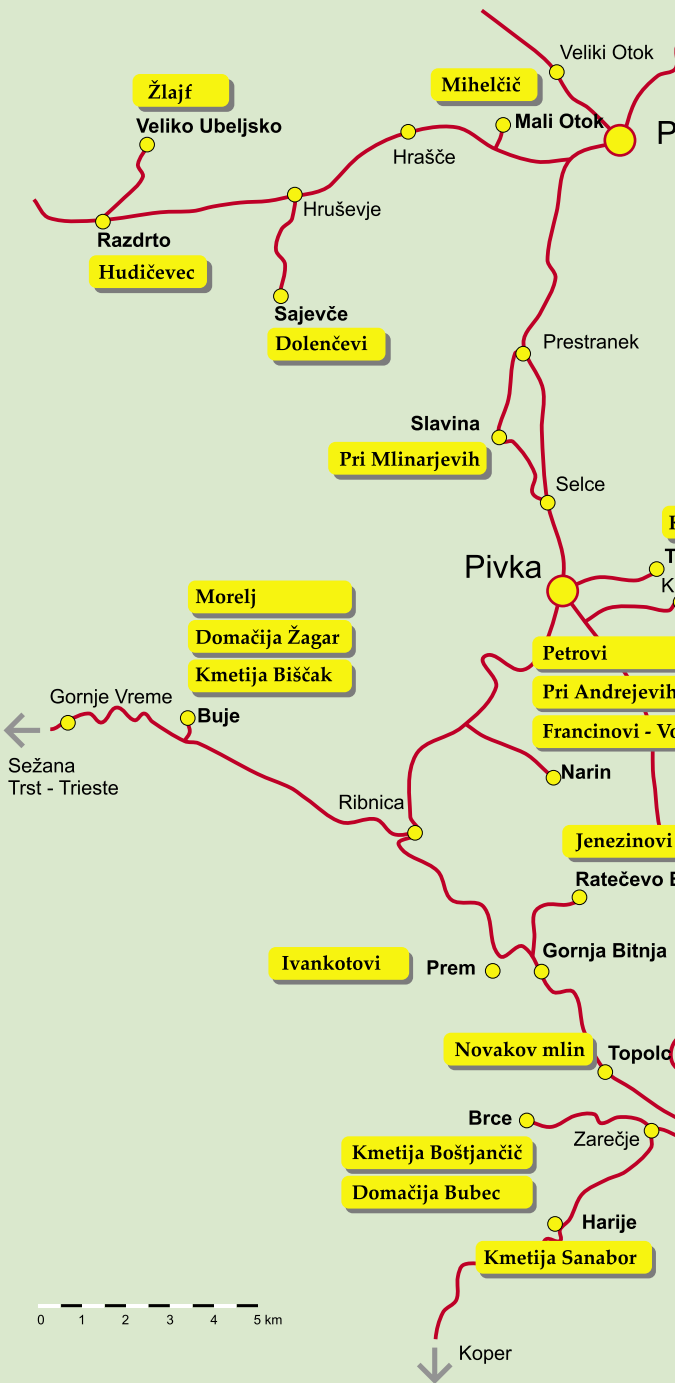 Veliki Otok
Žlajf
Mihelčič
Veliko Ubeljsko
Mali Otok
P
Hrašče
Hruševje
Razdrto
Hudičevec
Sajevče
Dolenčevi
Prestranek
Slavina
Pri Mlinarjevih
Selce
T
Pivka
K
Morelj
Domačija Žagar
Kmetija Biščak
Petrovi
Pri Andrejevih
Francinovi - Vo
Gornje Vreme
Buje
Sežana
Trst - Trieste
Narin
Ribnica
Jenezinovi
Ratečevo
Gornja Bitnja
Ivankotovi
Prem
Novakov mlin
Topolc
Brce
Zarečje
Kmetija Boštjančič
Domačija Bubec
Harije
Kmetija Sanabor
0 1 2 3 4 5 km
Koper